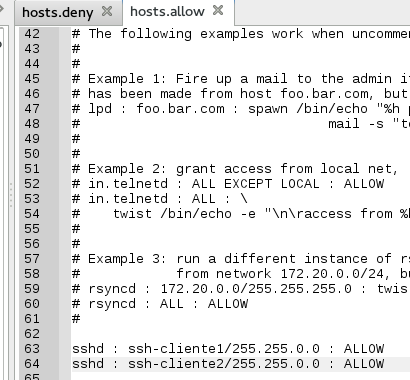 hosts.deny hosts.allow
42 # The following examples work when uncomme
43 #
44 #
45 # Example 1: Fire up a mail to the admin i
46 # has been made from host foo.bar.com, but
47 # lpd : foo.bar.com : spawn /bin/echo "%h p
48 # mail -s "t
49 #
50 #
51 # Example 2: grant access from local net,
52 # in.telnetd : ALL EXCEPT LOCAL : ALLOW
53 # in.telnetd : ALL : \
54 # twist /bin/echo -e "\n\raccess from %
55 #
56 #
57 # Example 3: run a different instance of rs
58 # from network 172.20.0.0/24, bu
59 # rsyncd : 172.20.0.0/255.255.255.0 : twis
60 # rsyncd : ALL : ALLOW
61 #
62
63 sshd : ssh-cliente1/255.255.0.0 : ALLOW
64 sshd : ssh-cliente2/255.255.0.0 : ALLOW
65